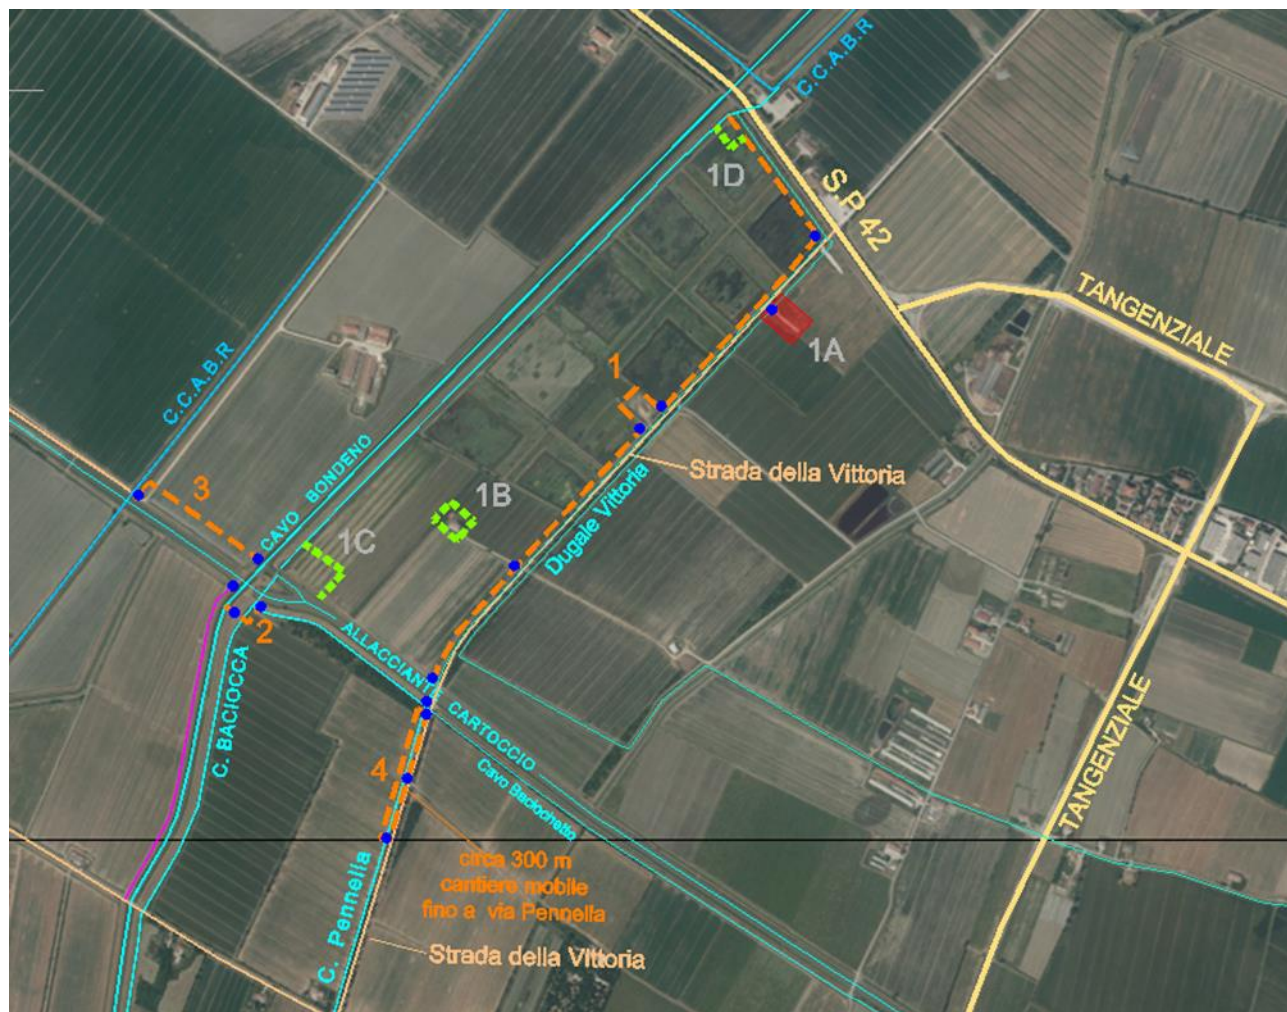 C.C.A.B.R
1D
S.P 42
TANGENZIALE
1A
C.C.A.B.R
1
Strada della Vittoria
3
CAVO BONDENO
1B
1C
Dugale Vittoria
2
ALLACCIANT
CARTOCCIO
C. BACIOCCA
Cavo Baciochetto
TANGENZIALE
4
circa 300 m
cantiere mobile
fino a via Pennella
C. Pennella
Strada della Vittoria